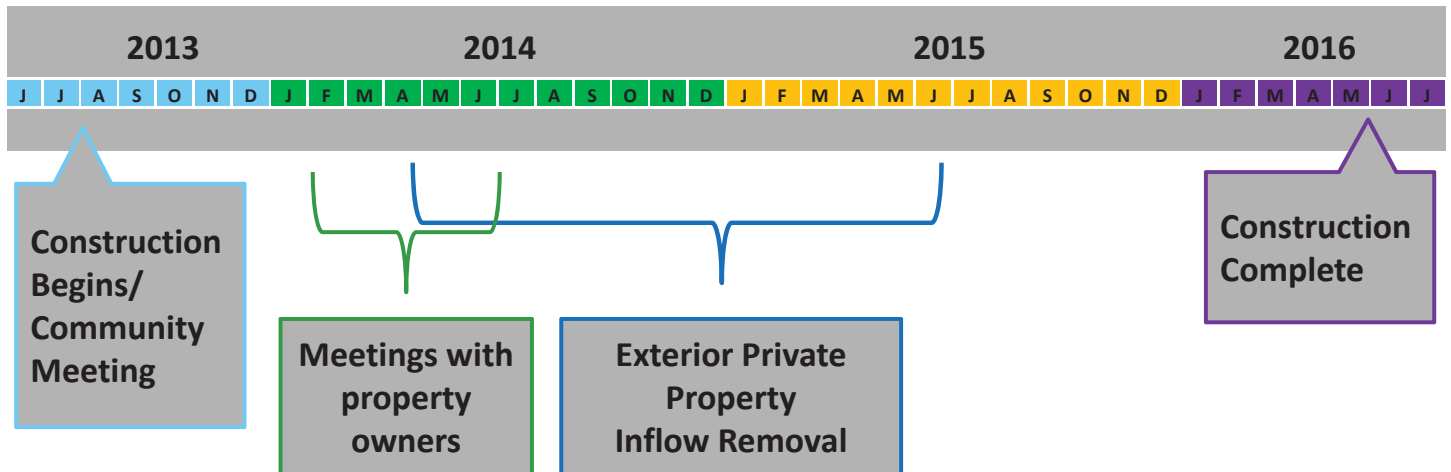 2013 2014 2015 2016
J J A S O N D J F M A M J J A S O N D J F M A M J J A S O N D J F M A M J J
Construction
Begins/
Community
Meeting
Meetings with
property
owners
Exterior Private
Property
Inflow Removal
Construction
Complete